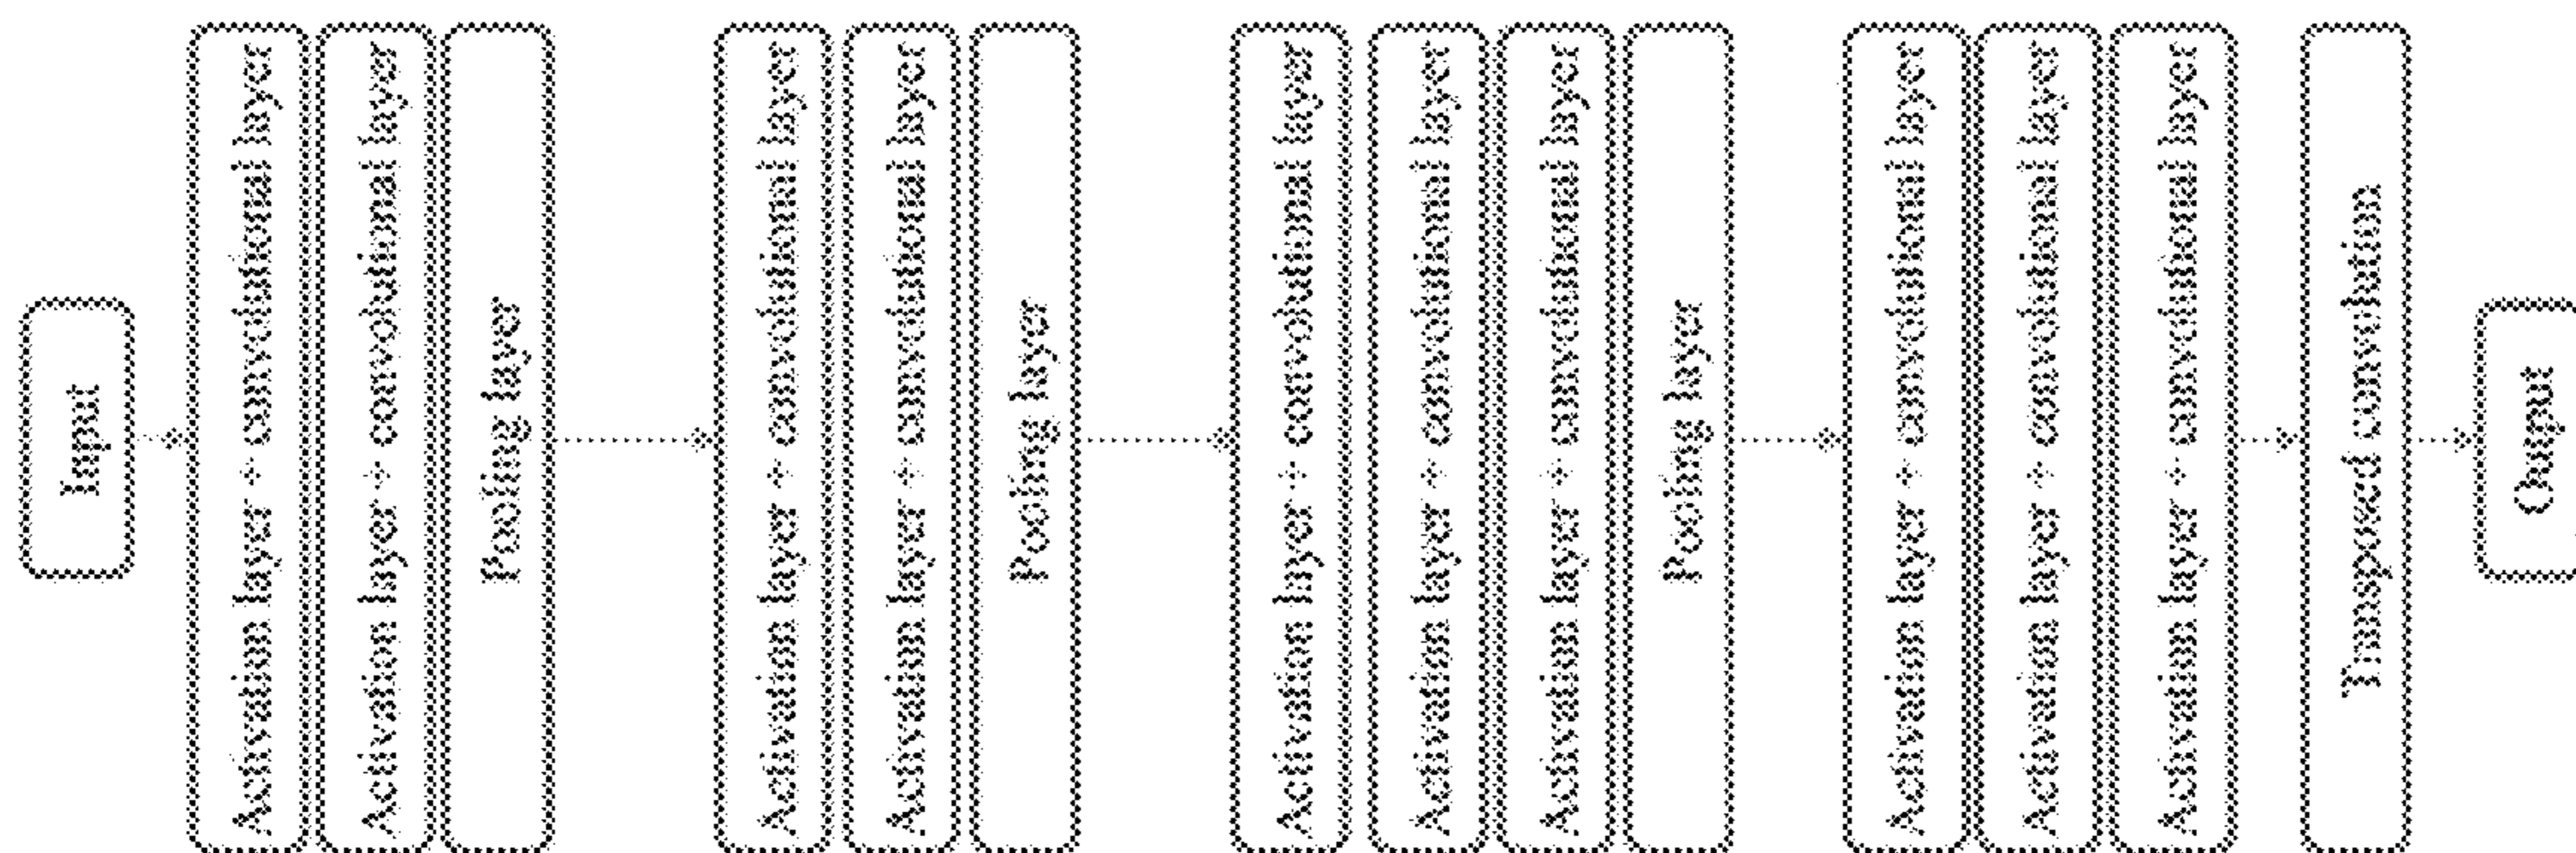 Input
Activation layer + convolutional layer
Activation layer + convolutional layer
Pooling layer
Activation layer + convolutional layer
Activation layer + convolutional layer
Pooling layer
Activation layer + convolutional layer
Activation layer + convolutional layer
Activation layer + convolutional layer
Pooling layer
Activation layer + convolutional layer
Activation layer + convolutional layer
Activation layer + convolutional layer
Transposed convolution
Output